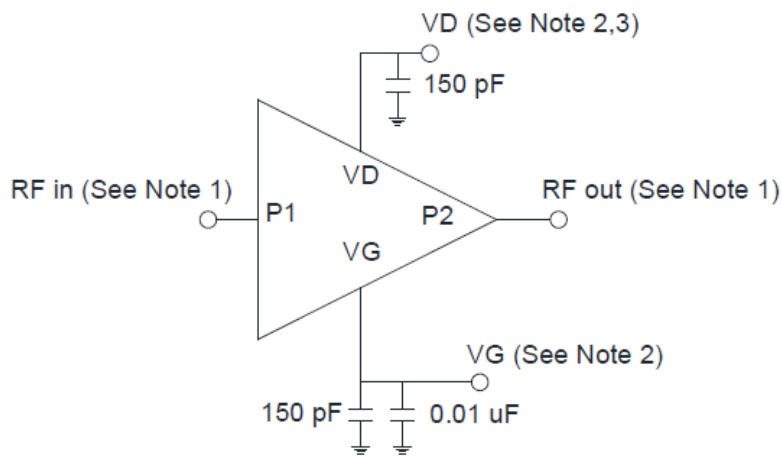 VD (See Note 2,3)
150 pF
RF in (See Note 1)
VD
RF out (See Note 1)
P1
P2
VG
VG (See Note 2)
150 pF
0.01 uF